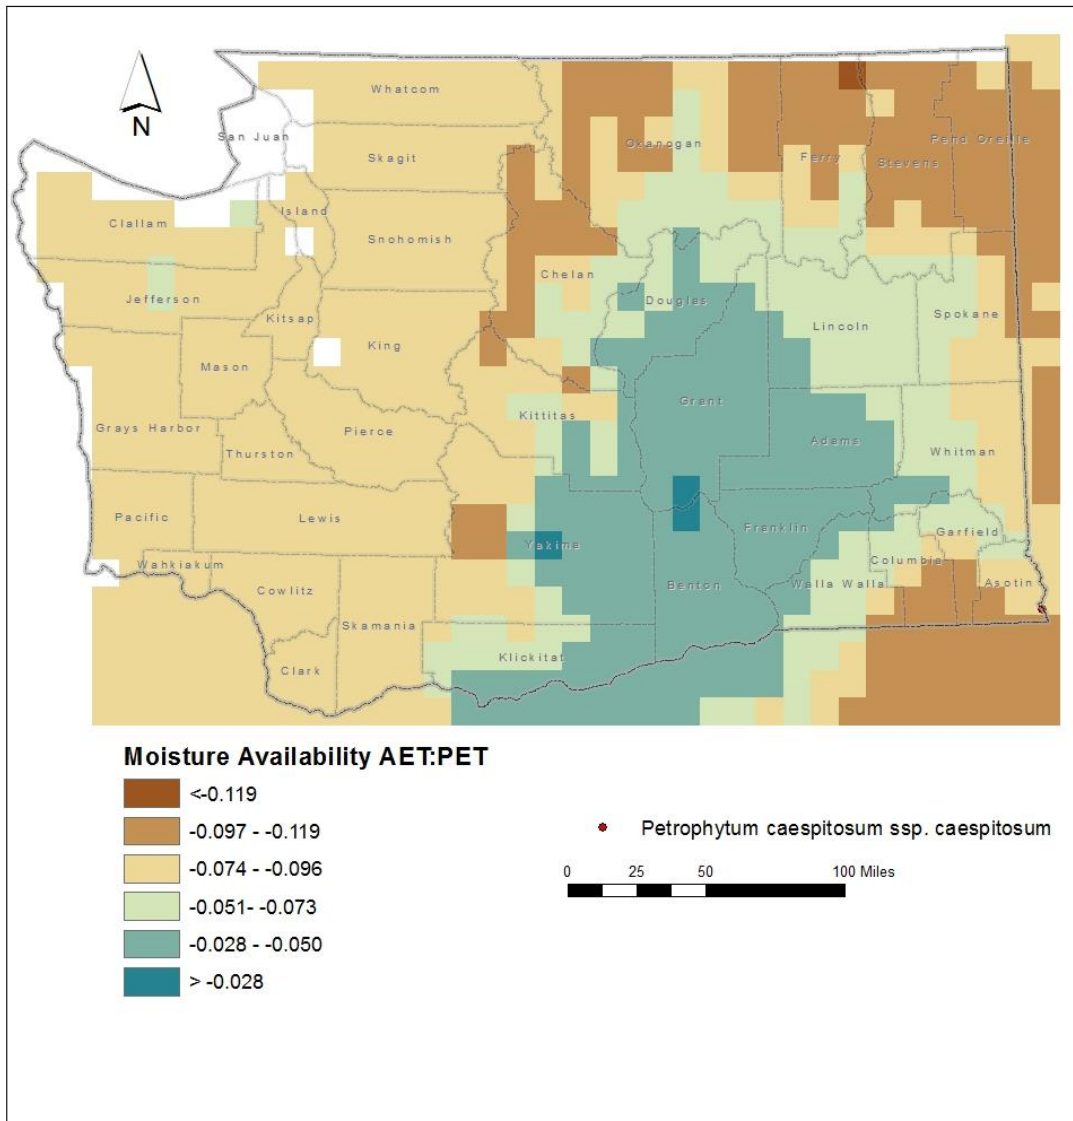 Whatcom
N
San Juan
Okanogan
Pend Oreille
Skagit
Ferry
Stevens
Island
Clallam
Snohomish
Chelan
Jefferson
Douglas
Kitsap
Lincoln
Spokane
King
Mason
Grant
Kittitas
Grays Harbor
Pierce
Adams
Thurston
Whitman
Pacific
Lewis
Franklin
Garfield
Yakima
Columbia
Wahkiakum
Asotin
Cowlitz
Benton
Walla Walla
Skamania
Klickitat
Clark
Moisture Availability AET:PET
<-0.119
-0.097 - -0.119
-0.074 - -0.096
-0.051- -0.073
-0.028 - -0.050
> -0.028
Petrophytum caespitosum ssp. caespitosum
0 25 50 100 Miles